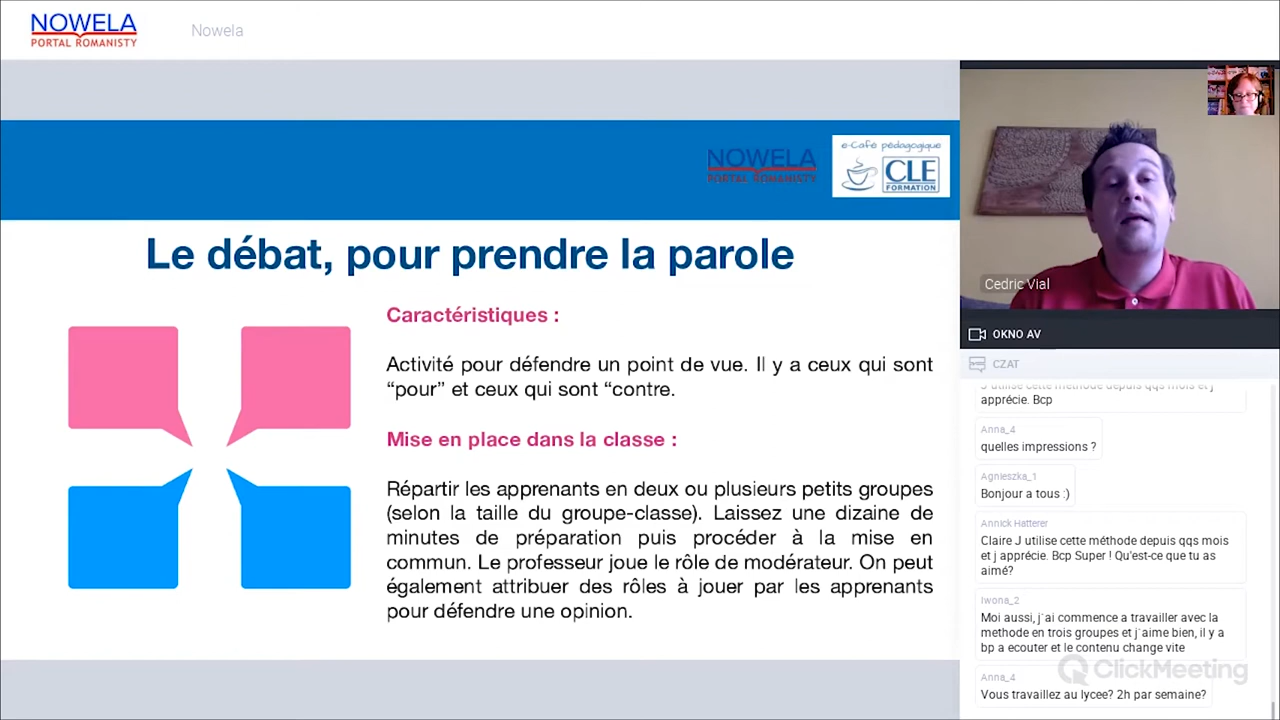 NOWELA
PORTAL ROMANISTY
Nowela
NOWELA
PORTAL ROMANISTY
e-Café pédagogique
CLE
FORMATION
Le débat, pour prendre la parole
Caractéristiques :
Activité pour défendre un point de vue. Il y a ceux qui sont
“pour” et ceux qui sont “contre.
Mise en place dans la classe :
Répartir les apprenants en deux ou plusieurs petits groupes
(selon la taille du groupe-classe). Laissez une dizaine de
minutes de préparation puis procéder à la mise en
commun. Le professeur joue le rôle de modérateur. On peut
également attribuer des rôles à jouer par les apprenants
pour défendre une opinion.
Cedric Vial
OKNO AV
CZAT
J utilise cette méthode depuis qqs mois et j
apprécie. Bcp
Anna_4
quelles impressions ?
Agnieszka_1
Bonjour a tous :)
Annick Hatterer
Claire J utilise cette méthode depuis qqs mois
et j apprécie. Bcp Super ! Qu'est-ce que tu as
aimé?
Iwona_2
Moi aussi, j´ai commence a travailler avec la
methode en trois groupes et j´aime bien, il y a
bp a ecouter et le contenu change vite
ClickMeeting
Anna_4
Vous travaillez au lycee? 2h par semaine?